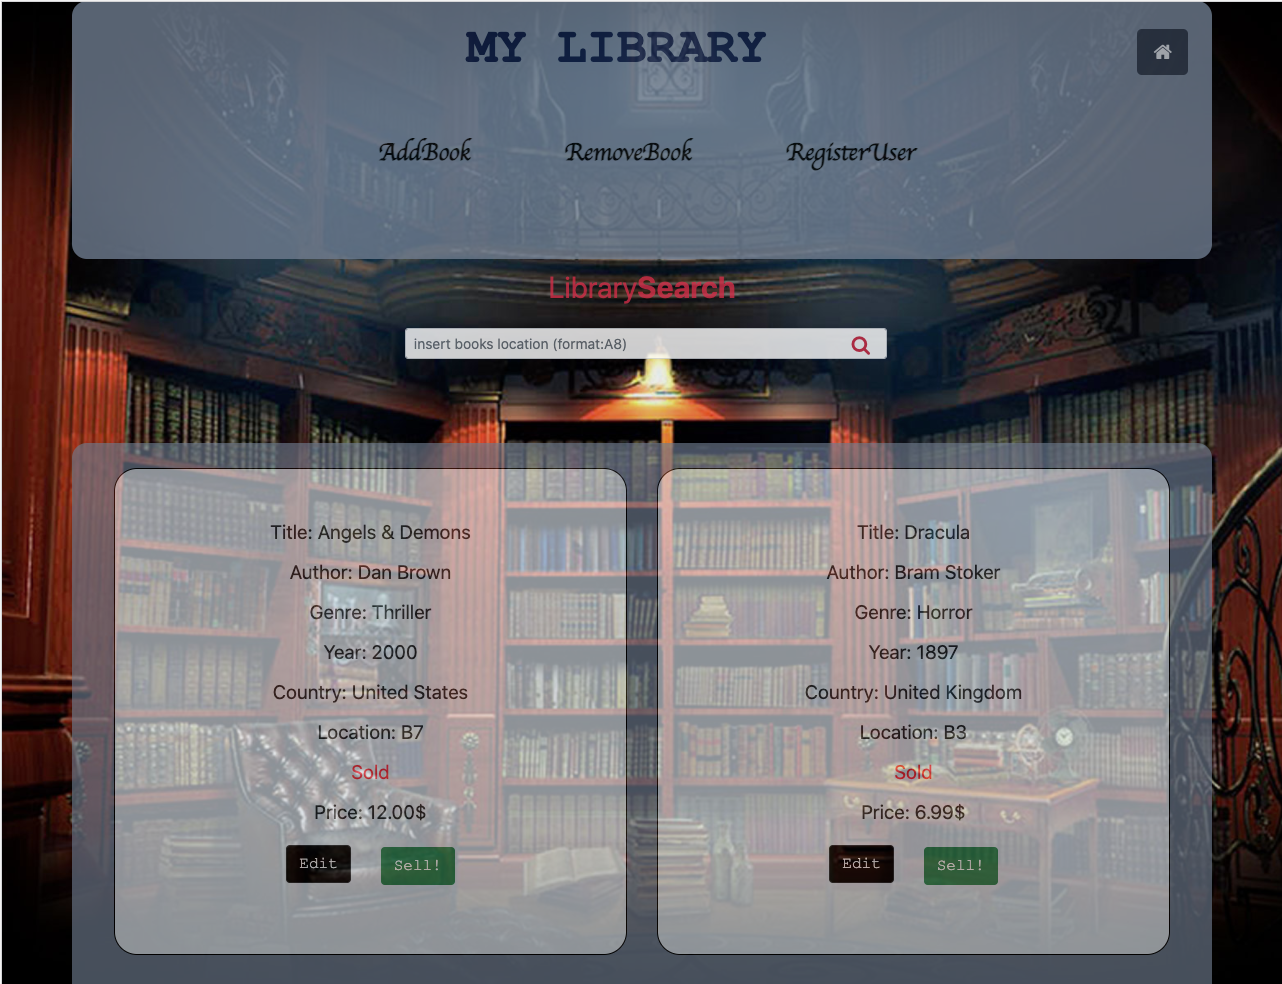 MY LIBRARY
AddBook RemoveBook RegisterUser
LibrarySearch
insert books location (format:A8)
Title: Angels & Demons
Author: Dan Brown
Genre: Thriller
Year: 2000
Country: United States
Location: B7
Sold
Price: 12.00$
Edit Sell!
Title: Dracula
Author: Bram Stoker
Genre: Horror
Year: 1897
Country: United Kingdom
Location: B3
Sold
Price: 6.99$
Edit Sell!